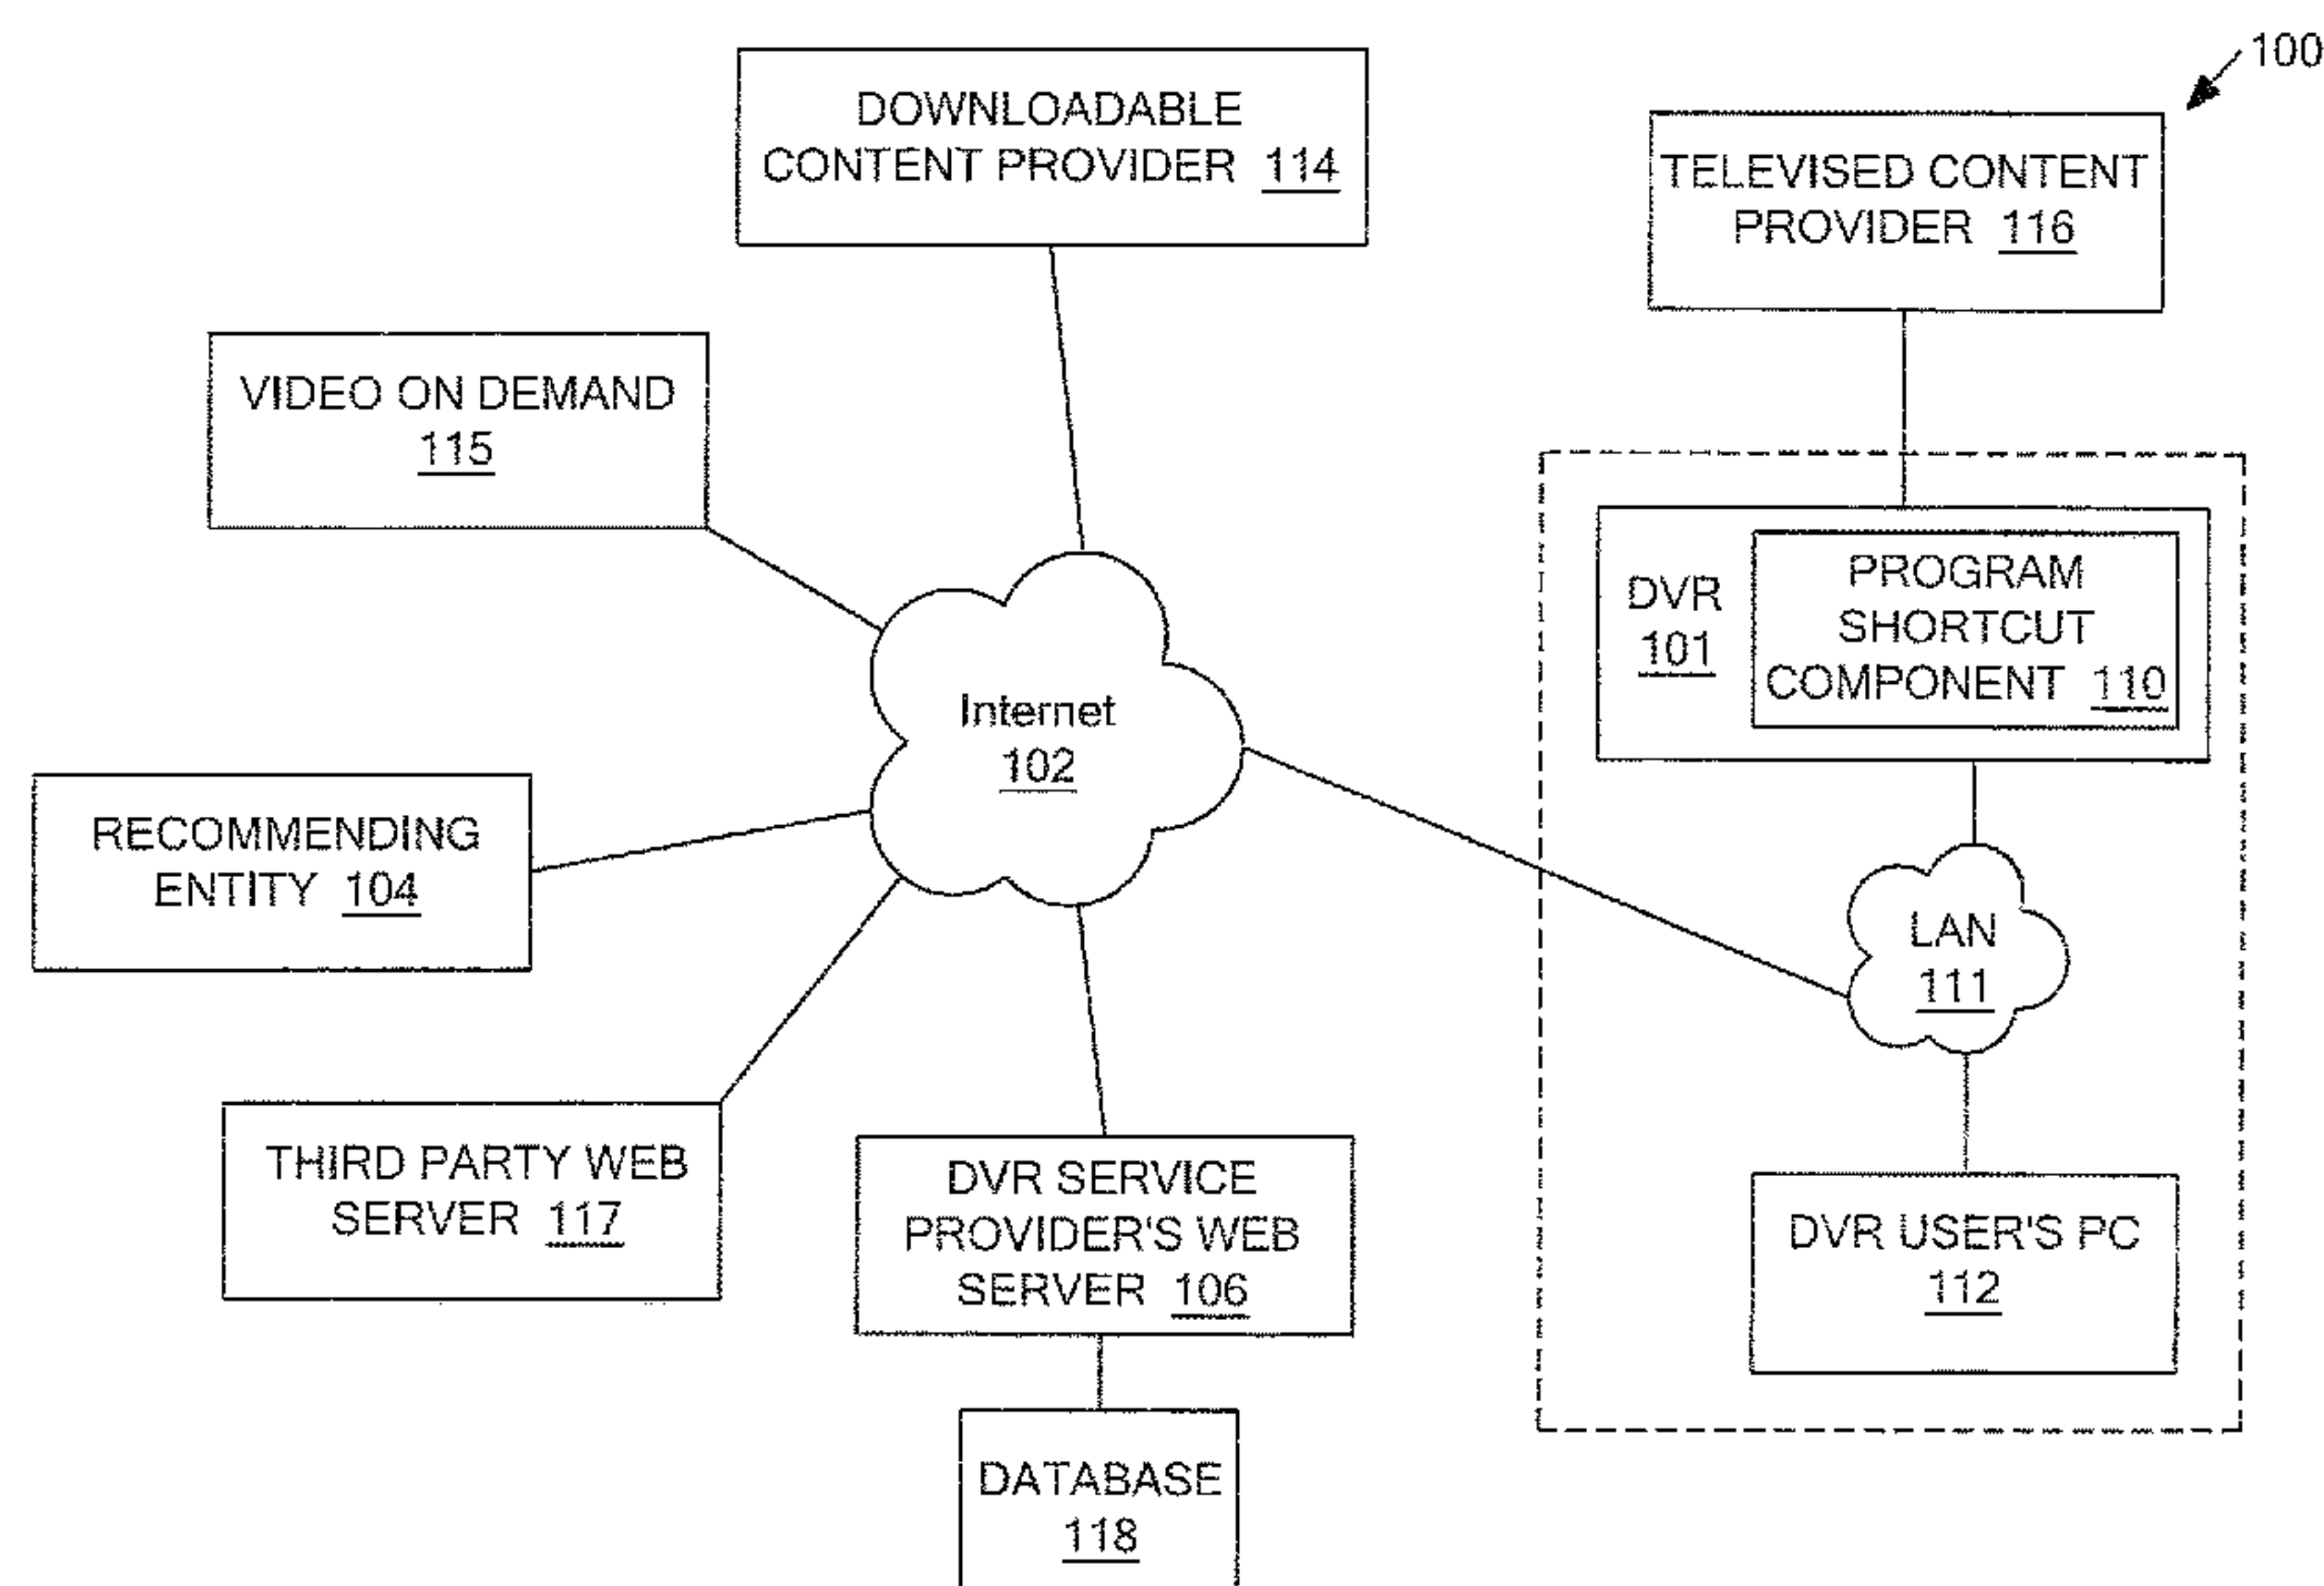 100
DOWNLOADABLE
CONTENT PROVIDER 114
TELEVISED CONTENT
PROVIDER 116
VIDEO ON DEMAND
115
DVR
101
PROGRAM
SHORTCUT
COMPONENT 110
Internet
102
RECOMMENDING
ENTITY 104
LAN
111
THIRD PARTY WEB
SERVER 117
DVR SERVICE
PROVIDER'S WEB
SERVER 106
DVR USER'S PC
112
DATABASE
118